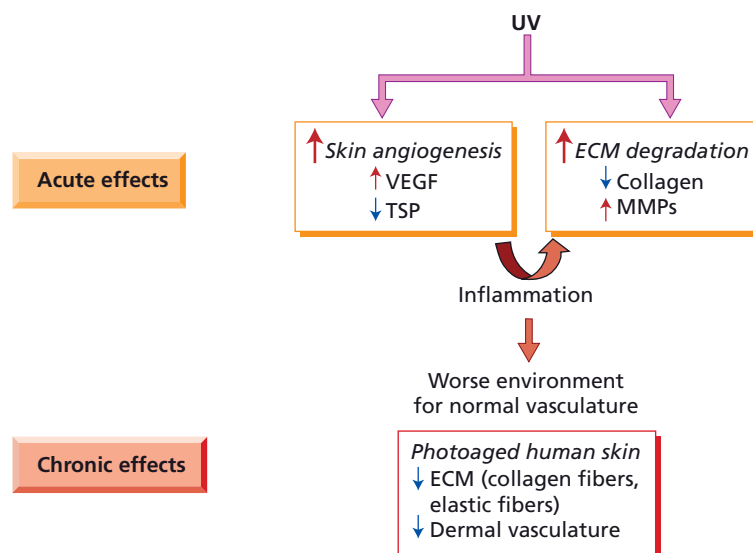 UV
Acute effects
Skin angiogenesis
VEGF
TSP
ECM degradation
Collagen
MMPs
Inflammation
Worse environment
for normal vasculature
Chronic effects
Photoaged human skin
ECM (collagen fibers,
elastic fibers)
Dermal vasculature